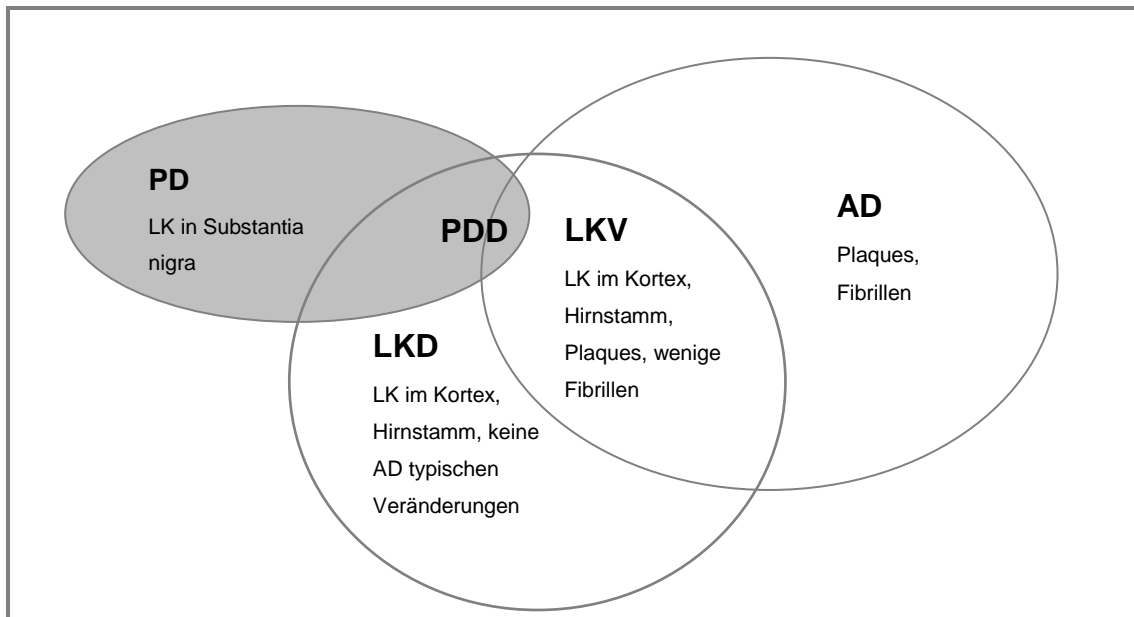 PD
LK in Substantia
nigra
PDD
LKV
LK im Kortex,
Hirnstamm,
Plaques, wenige
Fibrillen
AD
Plaques,
Fibrillen
LKD
LK im Kortex,
Hirnstamm, keine
AD typischen
Veränderungen